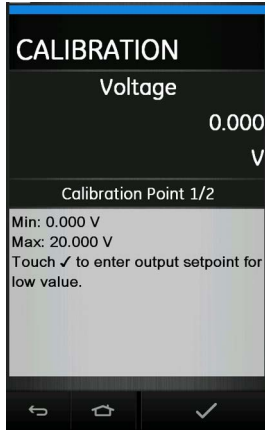 CALIBRATION
Voltage
0.000
V
Calibration Point 1/2
Min: 0.000 V
Max: 20.000 V
Touch ✓ to enter output setpoint for
low value.